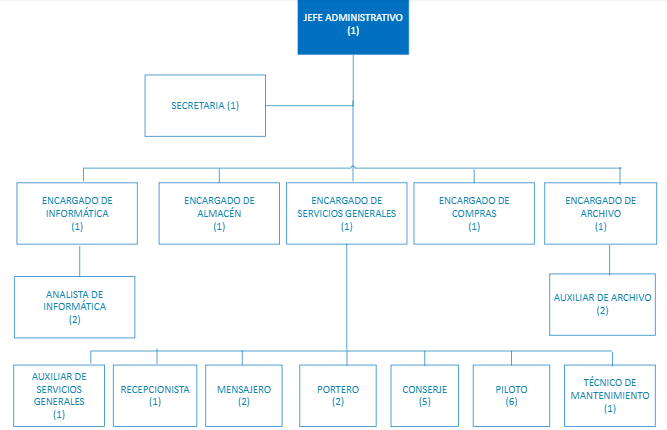 JEFE ADMINISTRATIVO
(1)
SECRETARIA (1)
ENCARGADO DE
INFORMÁTICA
(1)
ENCARGADO DE
ALMACÉN
(1)
ENCARGADO DE
SERVICIOS GENERALES
(1)
ENCARGADO DE
COMPRAS
(1)
ENCARGADO DE
ARCHIVO
(1)
ANALISTA DE
INFORMÁTICA
(2)
AUXILIAR DE ARCHIVO
(2)
AUXILIAR DE
SERVICIOS
GENERALES
(1)
RECEPCIONISTA
(1)
MENSAJERO
(2)
PORTERO
(2)
CONSERJE
(5)
PILOTO
(6)
TÉCNICO DE
MANTENIMIENTO
(1)